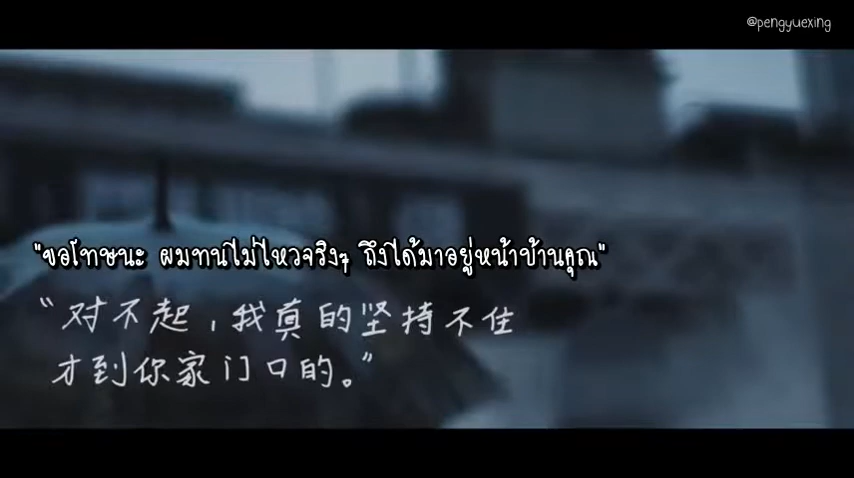 @pengyuexing
"ขอโทษนะ ผมทนไม่ไหวจริงๆ ถึงได้มาอยู่หน้าบ้านคุณ"
“对不起，我真的坚持不住
才到你家门口的。”